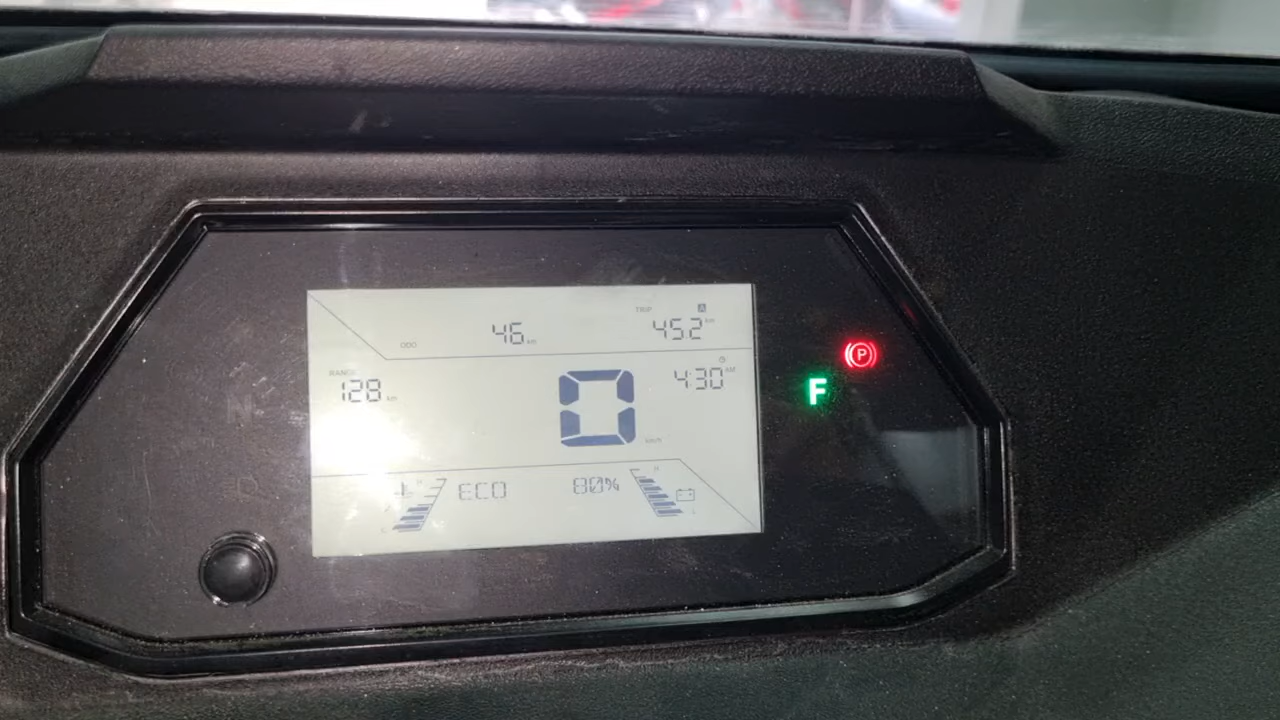 TRIP A
ODO 46 km 45.2 km
RANGE 128 km
4:30 AM
0 km/h
N
D
ECO 80%
H
F
P